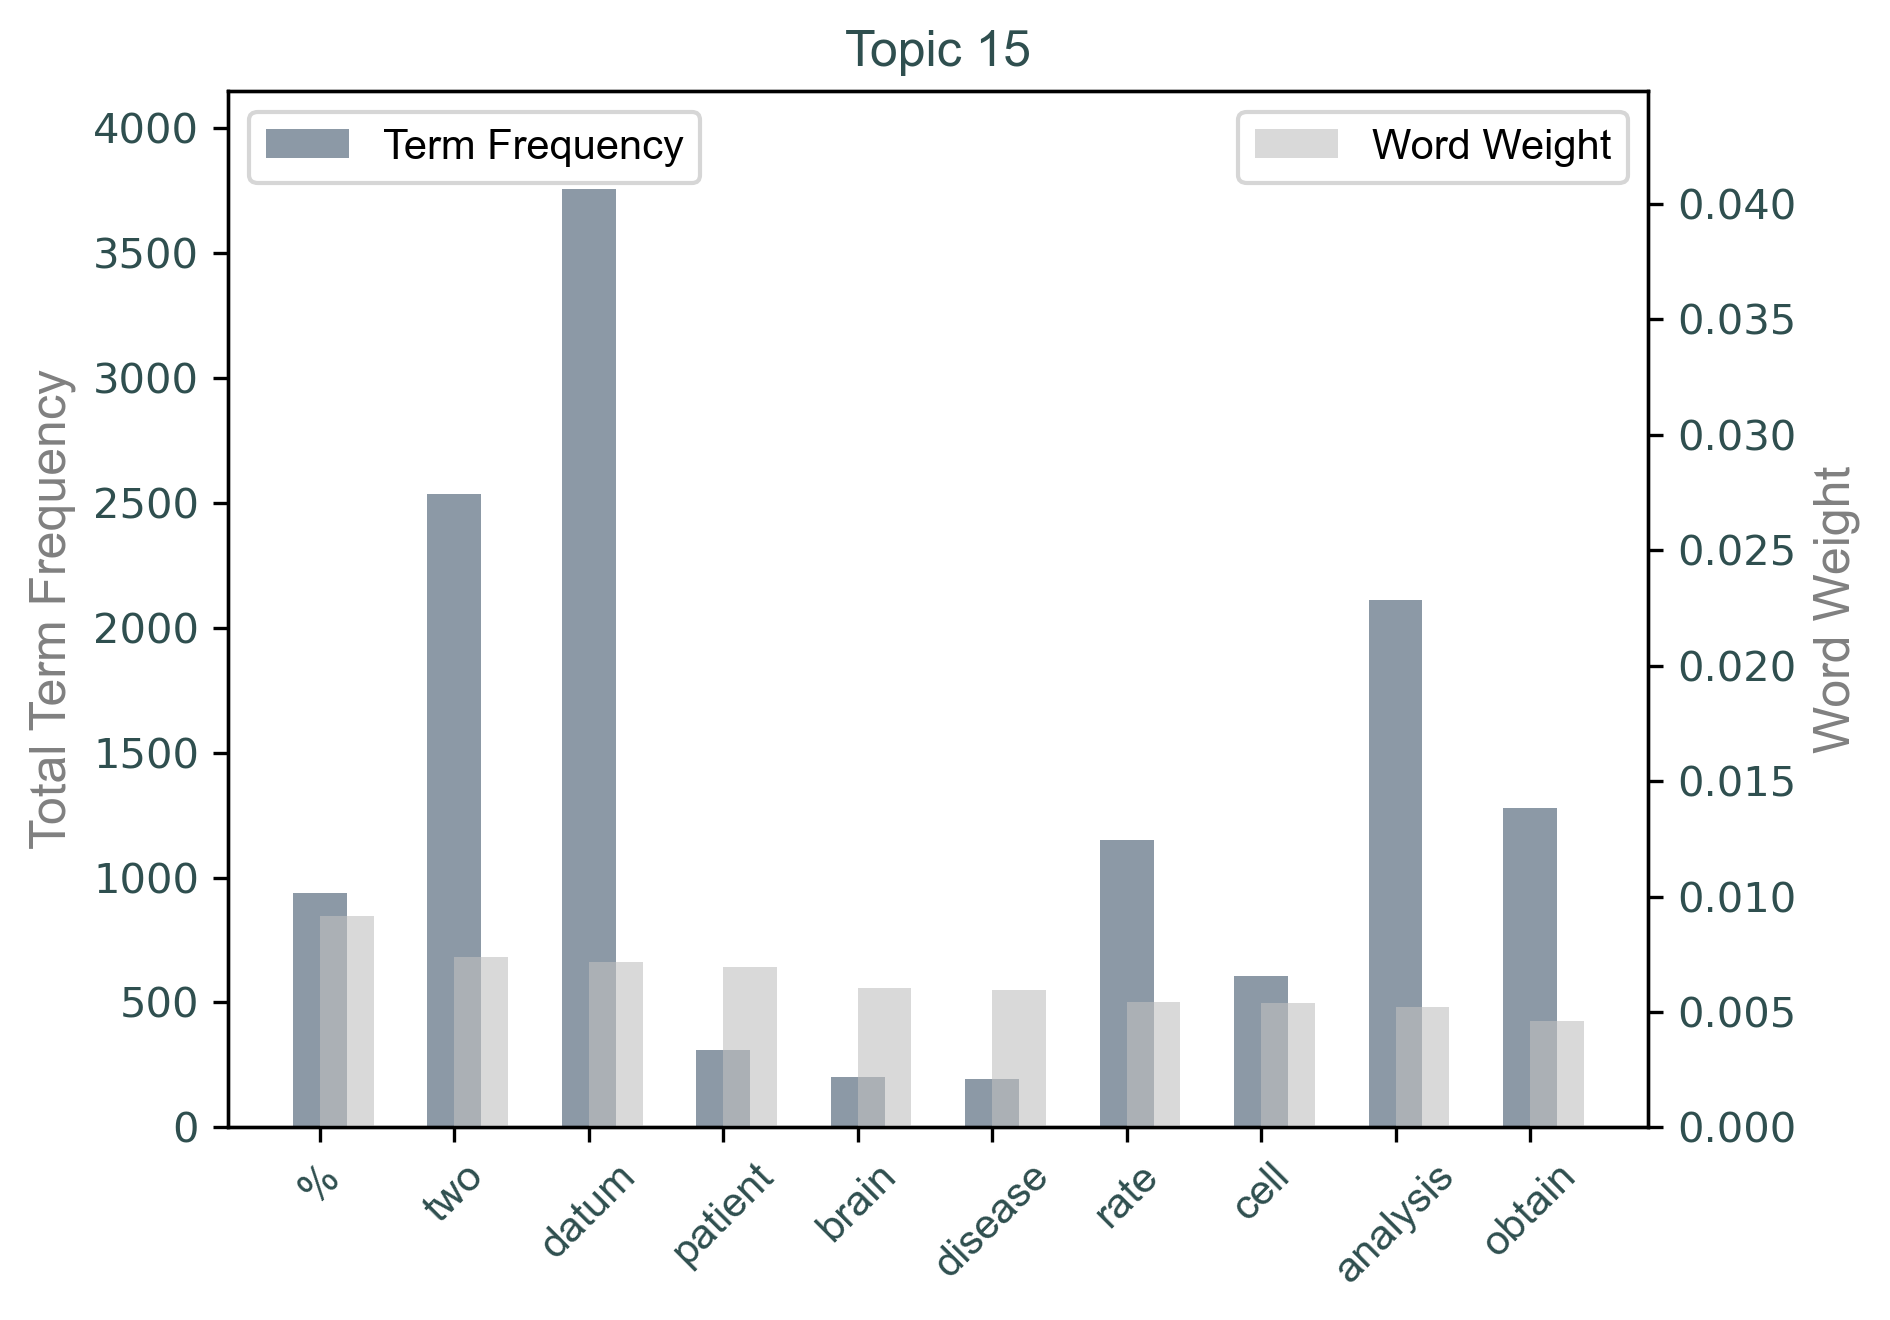 Topic 15
Term Frequency
Word Weight
Total Term Frequency
4000
3500
3000
2500
2000
1500
1000
500
0
0.040
0.035
0.030
0.025
0.020
0.015
0.010
0.005
0.000
Word Weight
%
two
datum
patient
brain
disease
rate
cell
analysis
obtain